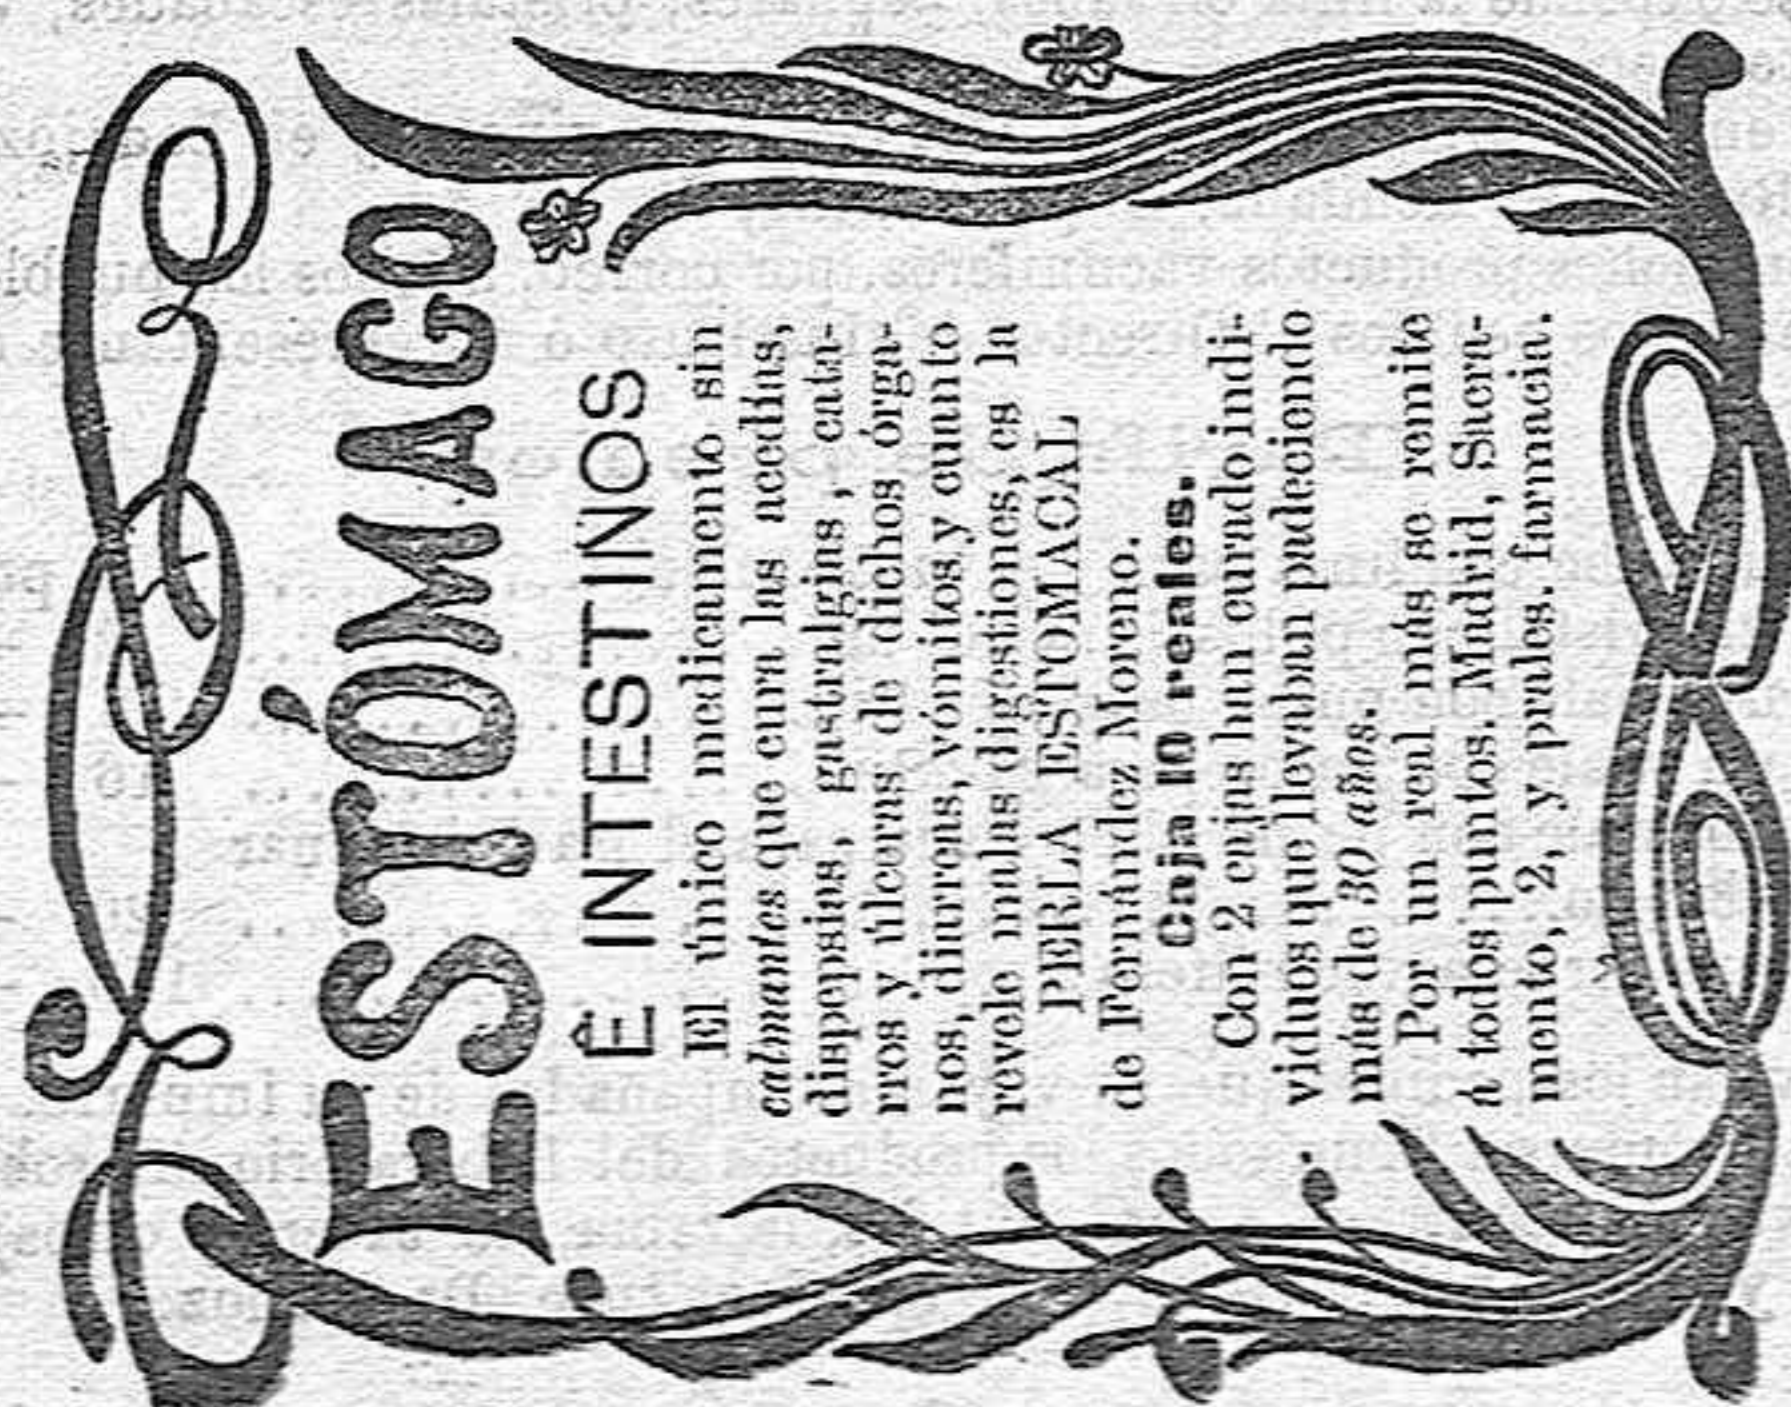 ESTÓMAGO
É INTESTINOS
El único medicamento sin
calmantes que cura las acedías,
dispepsias, gastralgias, cata-
rros y úlceras de dichos órga-
nos, diarreas, vómitos y cuanto
revele malas digestiones, es la
PERLA ESTOMACAL
de Fernández Moreno.
Caja 10 reales.
Con 2 cajas han curado indi-
viduos que llevaban padeciendo
más de 30 años.
Por un real más se remite
á todos puntos. Madrid, Sacra-
mento, 2, y prales. farmacia.